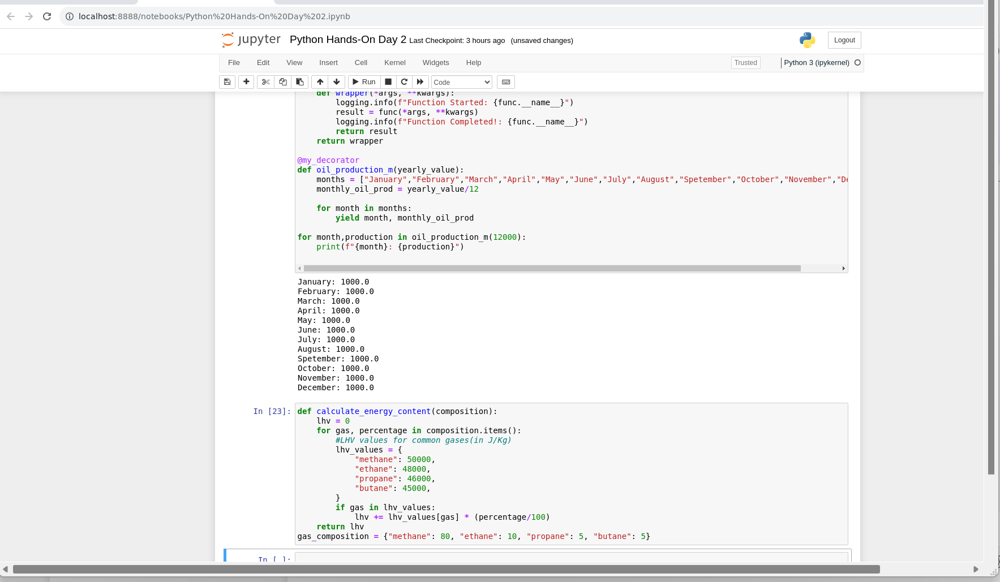 localhost:8888/notebooks/Python%20Hands-On%20Day%202.ipynb
jupyter Python Hands-On Day 2 Last Checkpoint: 3 hours ago (unsaved changes) Logout
File Edit View Insert Cell Kernel Widgets Help Trusted Python 3 (ipykernel)
Run Code
def wrapper(*args, **kwargs):
logging.info(f"Function Started: {func.__name__}")
result = func(*args, **kwargs)
logging.info(f"Function Completed!: {func.__name__}")
return result
return wrapper
@my_decorator
def oil_production_m(yearly_value):
months = ["January","February","March","April","May","June","July","August","Spetember","October","November","De
monthly_oil_prod = yearly_value/12
for month in months:
yield month, monthly_oil_prod
for month,production in oil_production_m(12000):
print(f"{month}: {production}")
January: 1000.0
February: 1000.0
March: 1000.0
April: 1000.0
May: 1000.0
June: 1000.0
July: 1000.0
August: 1000.0
Spetember: 1000.0
October: 1000.0
November: 1000.0
December: 1000.0
In [23]: def calculate_energy_content(composition):
lhv = 0
for gas, percentage in composition.items():
#LHV values for common gases(in J/Kg)
lhv_values = {
"methane": 50000,
"ethane": 48000,
"propane": 46000,
"butane": 45000,
}
if gas in lhv_values:
lhv += lhv_values[gas] * (percentage/100)
return lhv
gas_composition = {"methane": 80, "ethane": 10, "propane": 5, "butane": 5}
In [ ]: